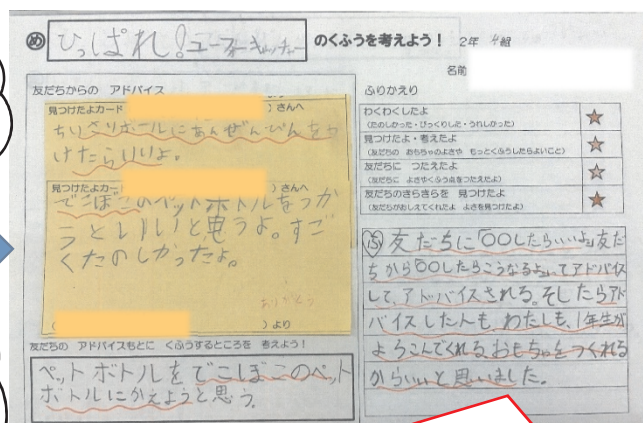 め ひっぱれ!ユーフォーキャッチャー のくふうを考えよう! 2年 4組
名前
友だちからの アドバイス
見つけたよカード ) さんへ
ちいさりボールにあんぜんぴんをつ
けたらいいよ。
見つけたよカー ) さんへ
でこぼこのペットボトルをつか
うといいと思うよ。すご
くたのしかったよ。
ありがとう
( ) より
友だちの アドバイスもとに くふうするところを 考えよう!
ペットボトルをでこぼこのペット
ボトルにかえようと思う。
ふりかえり
わくわくしたよ
(たのしかった・びっくりした・うれしかった)
見つけたよ・考えたよ
(友だちの おもちゃのよさや もっとくふうしたらよいこと)
友だちに つたえたよ
(友だちに よさやくふう点をつたえたよ)
友だちのきらきらを 見つけたよ
(友だちがおしえてくれたよ よさを見つけたよ)
ふ 友だちに「〇〇したらいいよ」友だ
ちから「〇〇したらこうなるよ」ってアドバイス
して、アドバイスされる。そしたらアド
バイスした人も、わたしも、1年生が
よろこんでくれるおもちゃをつくれる
からいいと思いました。